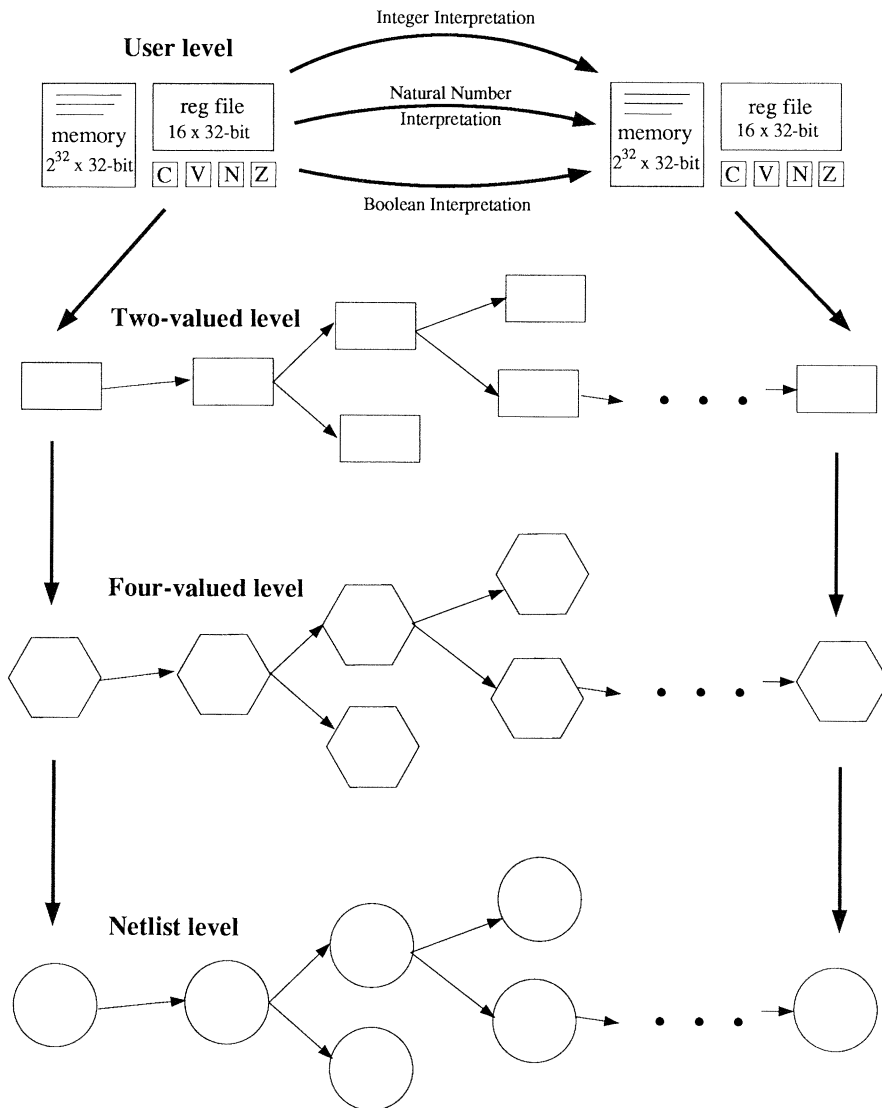 Integer Interpretation
User level
reg file
16 x 32-bit
memory
2^32 x 32-bit
C V N Z
Natural Number
Interpretation
Boolean Interpretation
reg file
16 x 32-bit
memory
2^32 x 32-bit
C V N Z
Two-valued level
Four-valued level
Netlist level